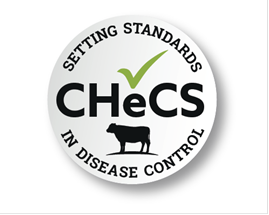 SETTING STANDARDS
CHeCS
IN DISEASE CONTROL